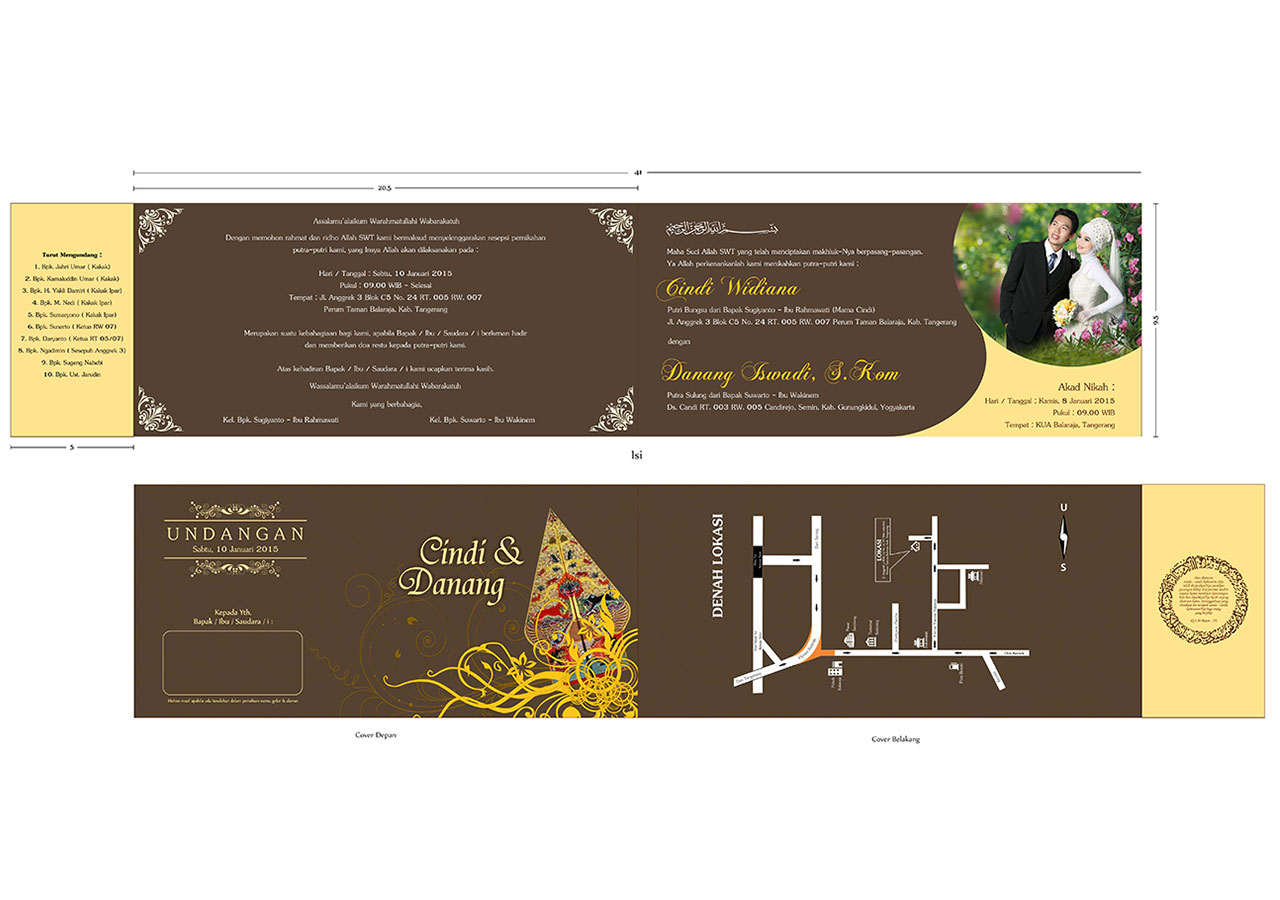 41
20.5
Turut Mengundang :
1. Bpk. Jahri Umar ( Kakak)
2. Bpk. Kamaluddin Umar ( Kakak)
3. Bpk. H. Yakli Damiri ( Kakak Ipar)
4. Bpk. M. Nedi ( Kakak Ipar)
5. Bpk. Sumaryono ( Kakak Ipar)
6. Bpk. Sunarto ( Ketua RW 07)
7. Bpk. Daryanto ( Ketua RT 05/07)
8. Bpk. Ngadimin ( Sesepuh Anggrek 3)
9. Bpk. Sugeng Nahebi
10. Bpk. Ust. Jarudin
5
Assalamu'alaikum Warahmatullahi Wabarakatuh
Dengan memohon rahmat dan ridho Allah SWT kami bermaksud menyelenggarakan resepsi pernikahan
putra-putri kami, yang Insya Allah akan dilaksanakan pada :
Hari / Tanggal : Sabtu, 10 Januari 2015
Pukul : 09.00 WIB - Selesai
Tempat : Jl. Anggrek 3 Blok C5 No. 24 RT. 005 RW. 007
Perum Taman Balaraja, Kab. Tangerang
Merupakan suatu kebahagiaan bagi kami, apabila Bapak / Ibu / Saudara / i berkenan hadir
dan memberikan doa restu kepada putra-putri kami.
Atas kehadiran Bapak / Ibu / Saudara / i kami ucapkan terima kasih.
Wassalamu'alaikum Warahmatullahi Wabarakatuh
Kami yang berbahagia,
Kel. Bpk. Sugiyanto - Ibu Rahmawati Kel. Bpk. Suwarto - Ibu Wakinem
بسم الله الرحمن الرحيم
Maha Suci Allah SWT yang telah menciptakan makhluk-Nya berpasang-pasangan.
Ya Allah perkenankanlah kami menikahkan putra-putri kami :
Cindi Widiana
Putri Bungsu dari Bapak Sugiyanto - Ibu Rahmawati (Mama Cindi)
Jl. Anggrek 3 Blok C5 No. 24 RT. 005 RW. 007 Perum Taman Balaraja, Kab. Tangerang
dengan
Danang Iswadi, S.Kom
Putra Sulung dari Bapak Suwarto - Ibu Wakinem
Ds. Candi RT. 003 RW. 005 Candirejo, Semin, Kab. Gunungkidul, Yogyakarta
Akad Nikah :
Hari / Tanggal : Kamis, 8 Januari 2015
Pukul : 09.00 WIB
Tempat : KUA Balaraja, Tangerang
9.5
Isi
UNDANGAN
Sabtu, 10 Januari 2015
Kepada Yth.
Bapak / Ibu / Saudara / i :
Cindi &
Danang
Cover Depan
DENAH LOKASI
LOKASI
Dari Serang
Dari Tangerang
U
S
Cover Belakang